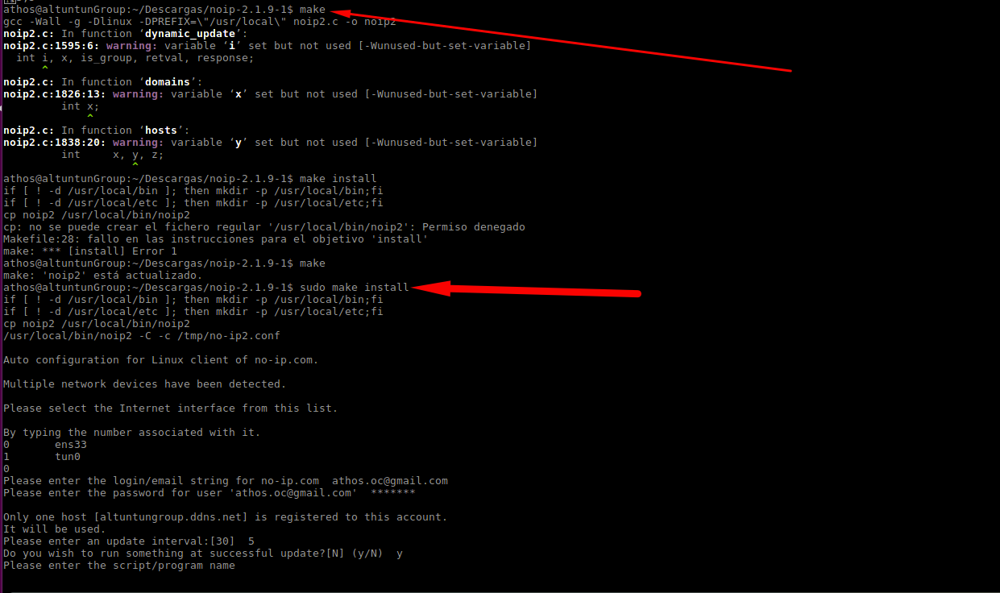 athos@altuntunGroup:~/Descargas/noip-2.1.9-1$ make
gcc -Wall -g -Dlinux -DPREFIX=\"/usr/local\" noip2.c -o noip2
noip2.c: In function ‘dynamic_update’:
noip2.c:1595:6: warning: variable ‘i’ set but not used [-Wunused-but-set-variable]
  int i, x, is_group, retval, response;
      ^
noip2.c: In function ‘domains’:
noip2.c:1826:13: warning: variable ‘x’ set but not used [-Wunused-but-set-variable]
         int x;
             ^
noip2.c: In function ‘hosts’:
noip2.c:1838:20: warning: variable ‘y’ set but not used [-Wunused-but-set-variable]
         int     x, y, z;
                    ^
athos@altuntunGroup:~/Descargas/noip-2.1.9-1$ make install
if [ ! -d /usr/local/bin ]; then mkdir -p /usr/local/bin;fi
if [ ! -d /usr/local/etc ]; then mkdir -p /usr/local/etc;fi
cp noip2 /usr/local/bin/noip2
cp: no se puede crear el fichero regular '/usr/local/bin/noip2': Permiso denegado
Makefile:28: fallo en las instrucciones para el objetivo 'install'
make: *** [install] Error 1
athos@altuntunGroup:~/Descargas/noip-2.1.9-1$ make
make: 'noip2' está actualizado.
athos@altuntunGroup:~/Descargas/noip-2.1.9-1$ sudo make install
if [ ! -d /usr/local/bin ]; then mkdir -p /usr/local/bin;fi
if [ ! -d /usr/local/etc ]; then mkdir -p /usr/local/etc;fi
cp noip2 /usr/local/bin/noip2
/usr/local/bin/noip2 -C -c /tmp/no-ip2.conf
Auto configuration for Linux client of no-ip.com.
Multiple network devices have been detected.
Please select the Internet interface from this list.
By typing the number associated with it.
0       ens33
1       tun0
0
Please enter the login/email string for no-ip.com  athos.oc@gmail.com
Please enter the password for user 'athos.oc@gmail.com'  *******
Only one host [altuntungroup.ddns.net] is registered to this account.
It will be used.
Please enter an update interval:[30]  5
Do you wish to run something at successful update?[N] (y/N)  y
Please enter the script/program name